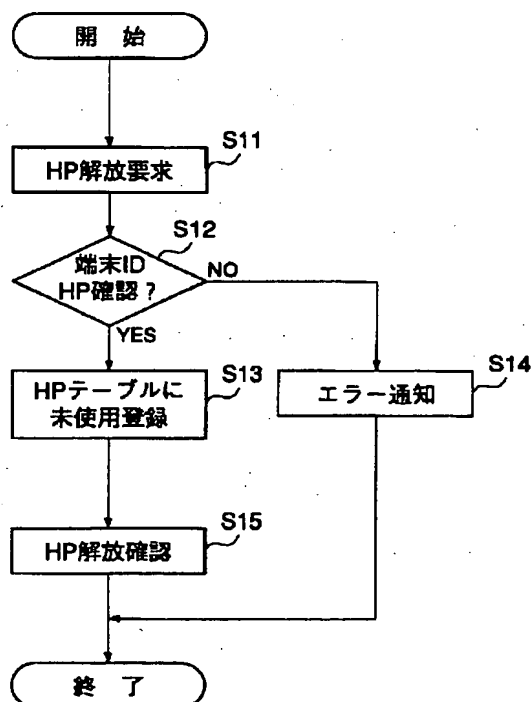 開 始
S11
HP解放要求
S12
端末ID
HP確認？
NO
YES
S13
HPテーブルに
未使用登録
S14
エラー通知
S15
HP解放確認
終 了